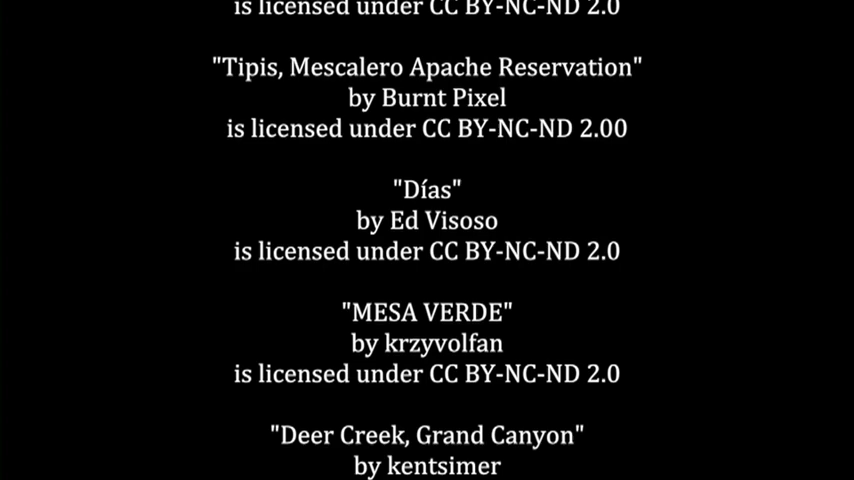 is licensed under CC BY-NC-ND 2.0
"Tipis, Mescalero Apache Reservation"
by Burnt Pixel
is licensed under CC BY-NC-ND 2.00
"Días"
by Ed Visoso
is licensed under CC BY-NC-ND 2.0
"MESA VERDE"
by krzyvolfan
is licensed under CC BY-NC-ND 2.0
"Deer Creek, Grand Canyon"
by kentsimer